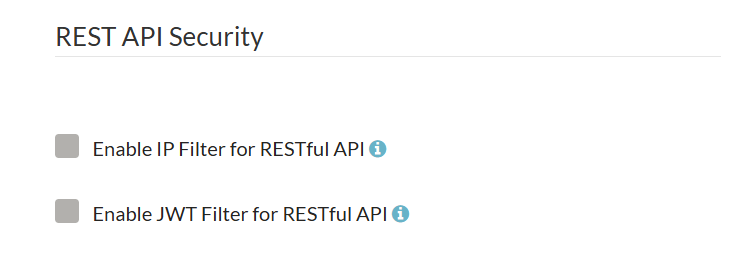 REST API Security
Enable IP Filter for RESTful API
Enable JWT Filter for RESTful API